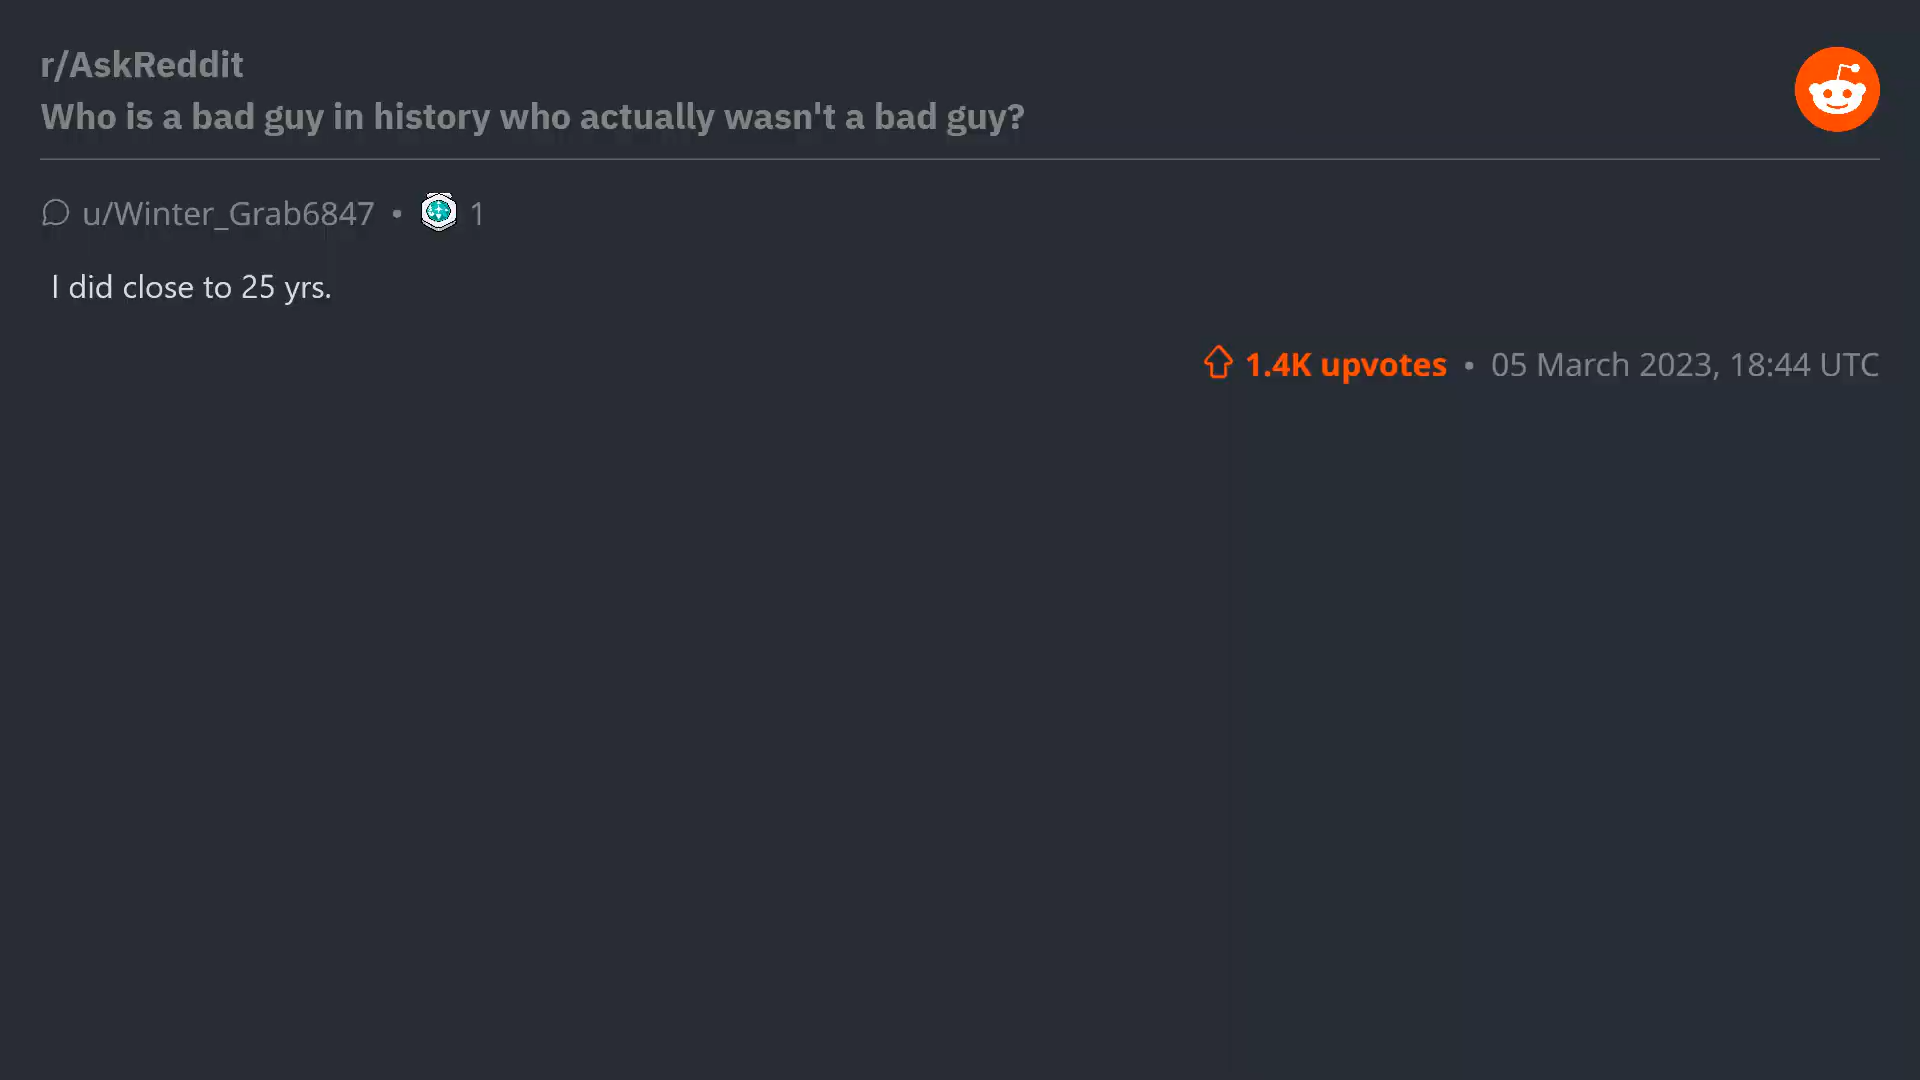 r/AskReddit
Who is a bad guy in history who actually wasn't a bad guy?
u/Winter_Grab6847 • 1
I did close to 25 yrs.
1.4K upvotes • 05 March 2023, 18:44 UTC